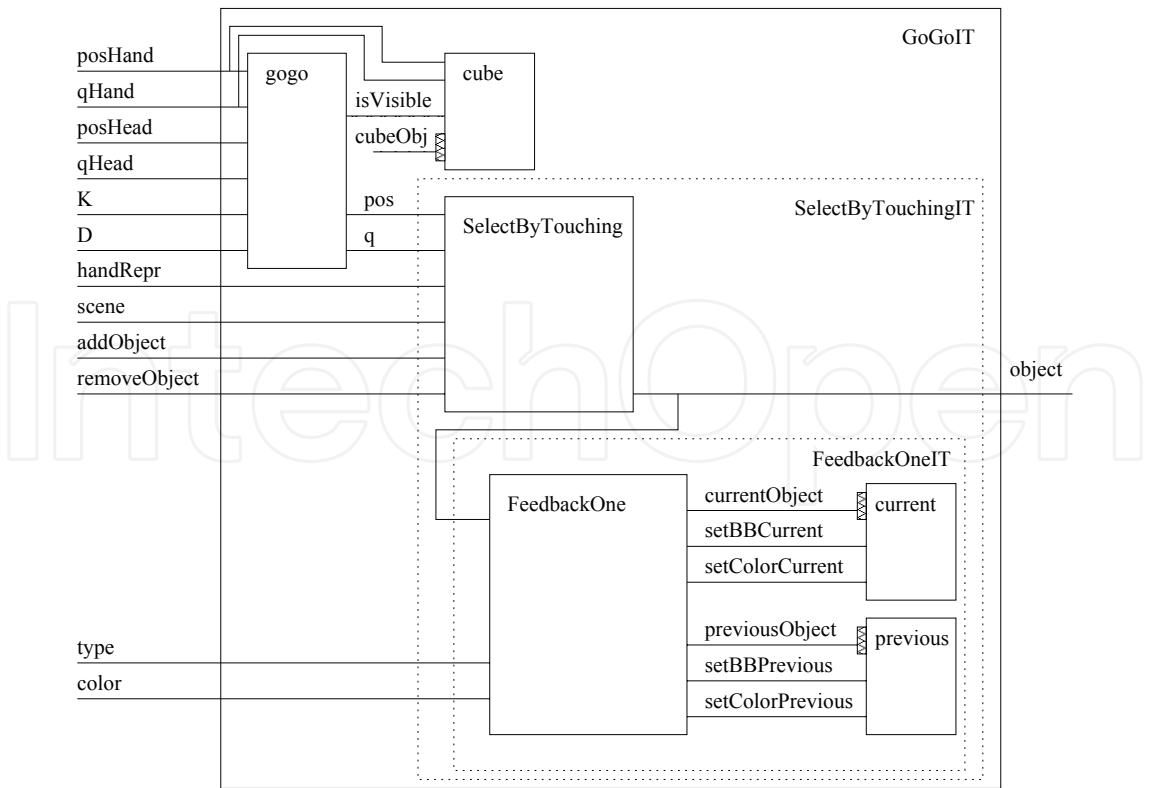 GoGoIT
posHand
gogo
cube
qHand
isVisible
posHead
cubeObj
qHead
K
pos
SelectByTouchingIT
D
q
SelectByTouching
handRepr
scene
addObject
removeObject
object
IntechOpen
FeedbackOneIT
FeedbackOne
currentObject
current
setBBCurrent
setColorCurrent
previousObject
previous
type
setBBPrevious
color
setColorPrevious